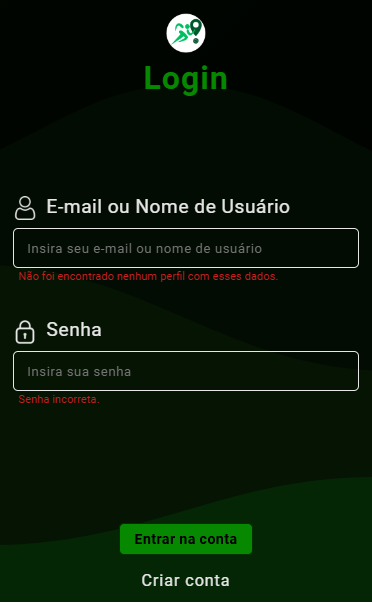 Login
E-mail ou Nome de Usuário
Insira seu e-mail ou nome de usuário
Não foi encontrado nenhum perfil com esses dados.
Senha
Insira sua senha
Senha incorreta.
Entrar na conta
Criar conta